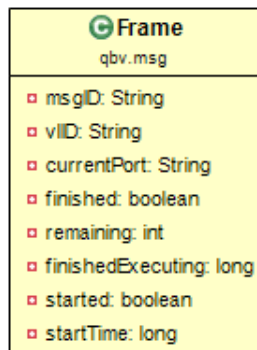 C Frame
qbv.msg
msgID: String
vlID: String
currentPort: String
finished: boolean
remaining: int
finishedExecuting: long
started: boolean
startTime: long